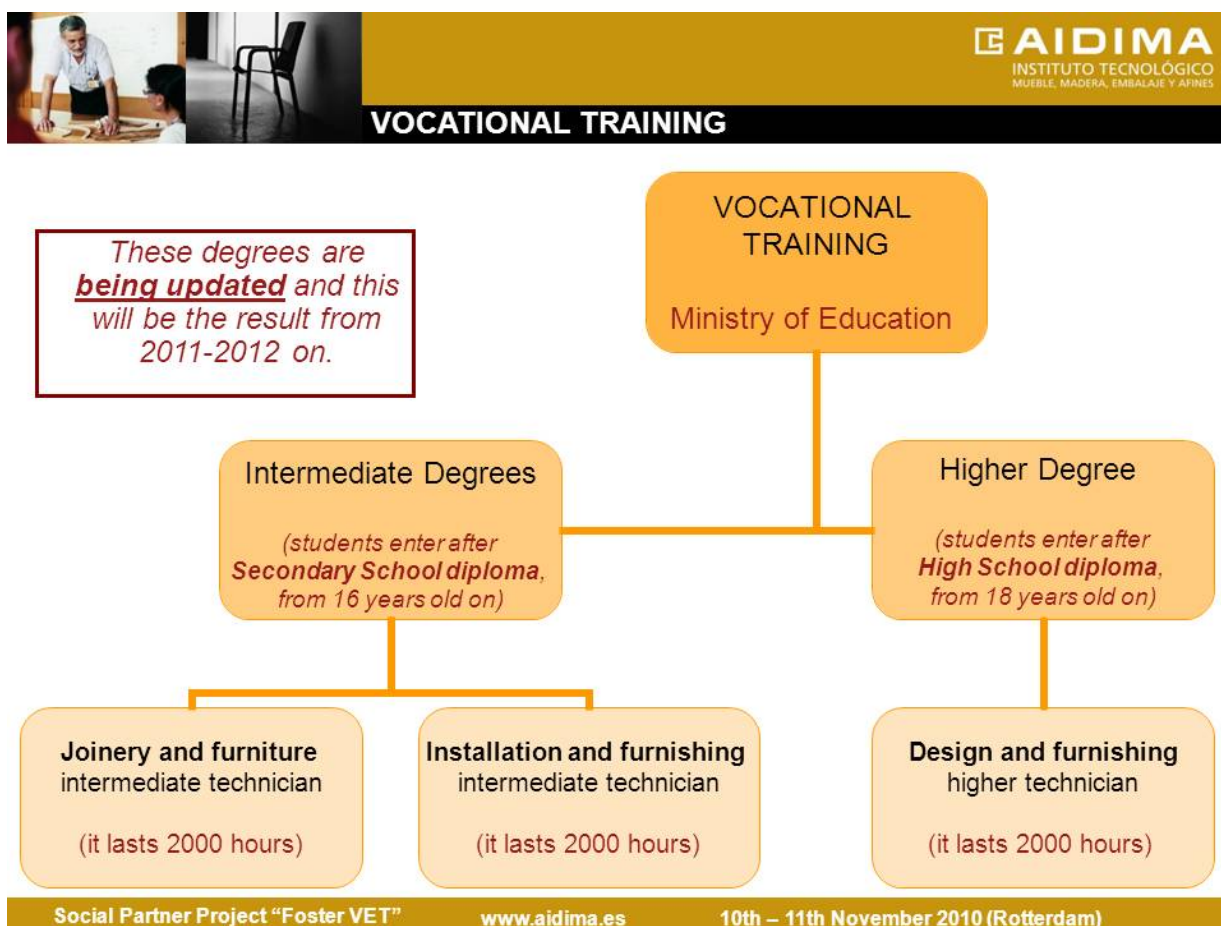 AIDIMA
INSTITUTO TECNOLÓGICO
MUEBLE, MADERA, EMBALAJE Y AFINES
VOCATIONAL TRAINING
VOCATIONAL
TRAINING
Ministry of Education
These degrees are
being updated and this
will be the result from
2011-2012 on.
Intermediate Degrees
(students enter after
Secondary School diploma,
from 16 years old on)
Higher Degree
(students enter after
High School diploma,
from 18 years old on)
Joinery and furniture
intermediate technician
(it lasts 2000 hours)
Installation and furnishing
intermediate technician
(it lasts 2000 hours)
Design and furnishing
higher technician
(it lasts 2000 hours)
Social Partner Project “Foster VET”
www.aidima.es
10th – 11th November 2010 (Rotterdam)